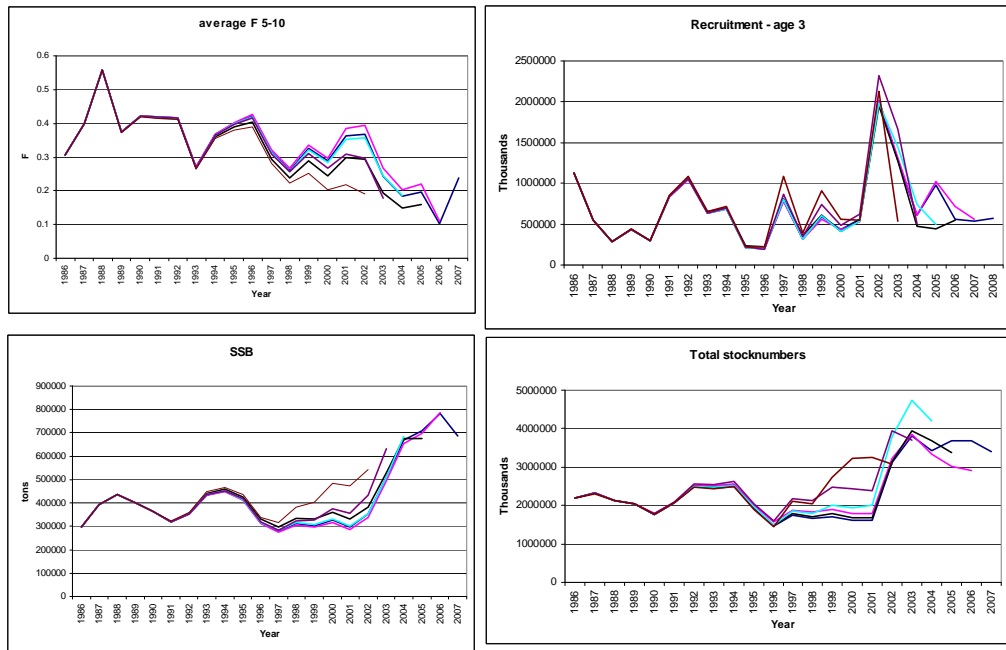 average F 5-10
0.6
0.5
0.4
0.3
0.2
0.1
0
F
1986 1987 1988 1989 1990 1991 1992 1993 1994 1995 1996 1997 1998 1999 2000 2001 2002 2003 2004 2005 2006 2007
Year
Recruitment - age 3
2500000
2000000
1500000
1000000
500000
0
Thousands
1986 1987 1988 1989 1990 1991 1992 1993 1994 1995 1996 1997 1998 1999 2000 2001 2002 2003 2004 2005 2006 2007 2008
Year
SSB
900000
800000
700000
600000
500000
400000
300000
200000
100000
0
tons
1986 1987 1988 1989 1990 1991 1992 1993 1994 1995 1996 1997 1998 1999 2000 2001 2002 2003 2004 2005 2006 2007
Year
Total stocknumbers
5000000
4000000
3000000
2000000
1000000
0
Thousands
1986 1987 1988 1989 1990 1991 1992 1993 1994 1995 1996 1997 1998 1999 2000 2001 2002 2003 2004 2005 2006 2007
Year